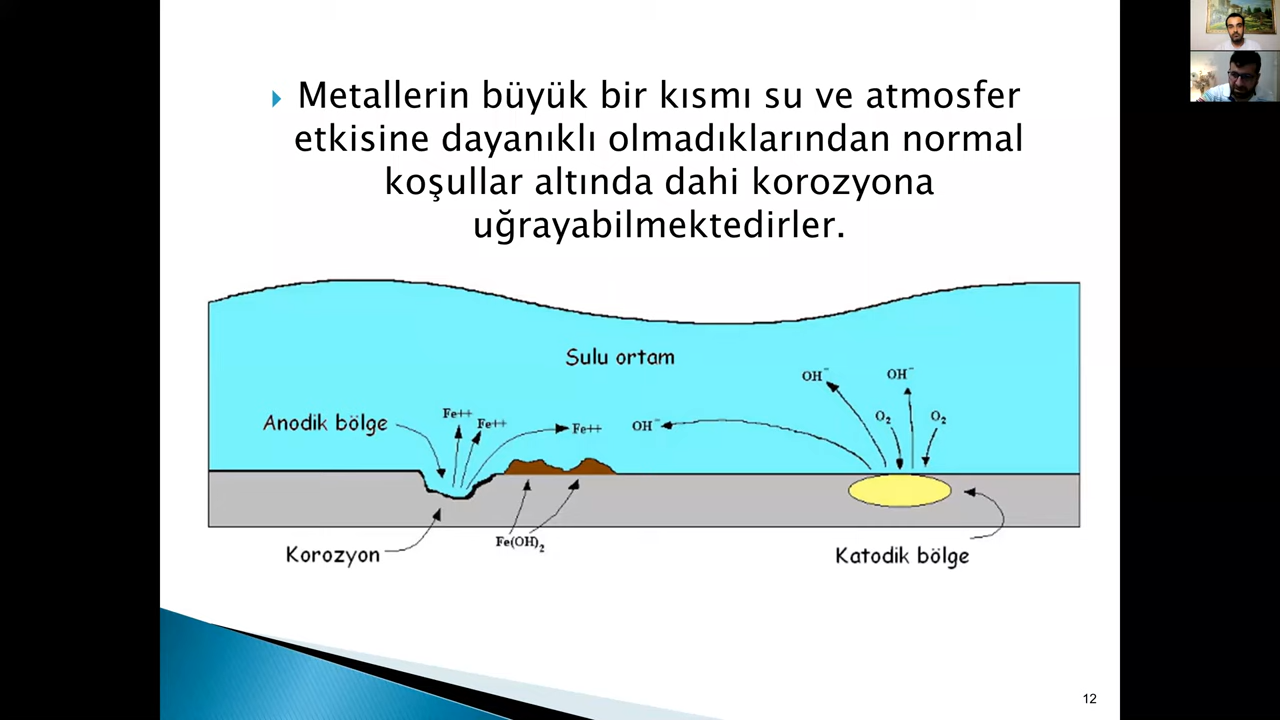 Metallerin büyük bir kısmı su ve atmosfer
etkisine dayanıklı olmadıklarından normal
koşullar altında dahi korozyona
uğrayabilmektedirler.
Sulu ortam
OH⁻
OH⁻
Anodik bölge
Fe++
Fe++
Fe++
OH⁻
O₂
O₂
Fe(OH)₂
Korozyon
Katodik bölge
12